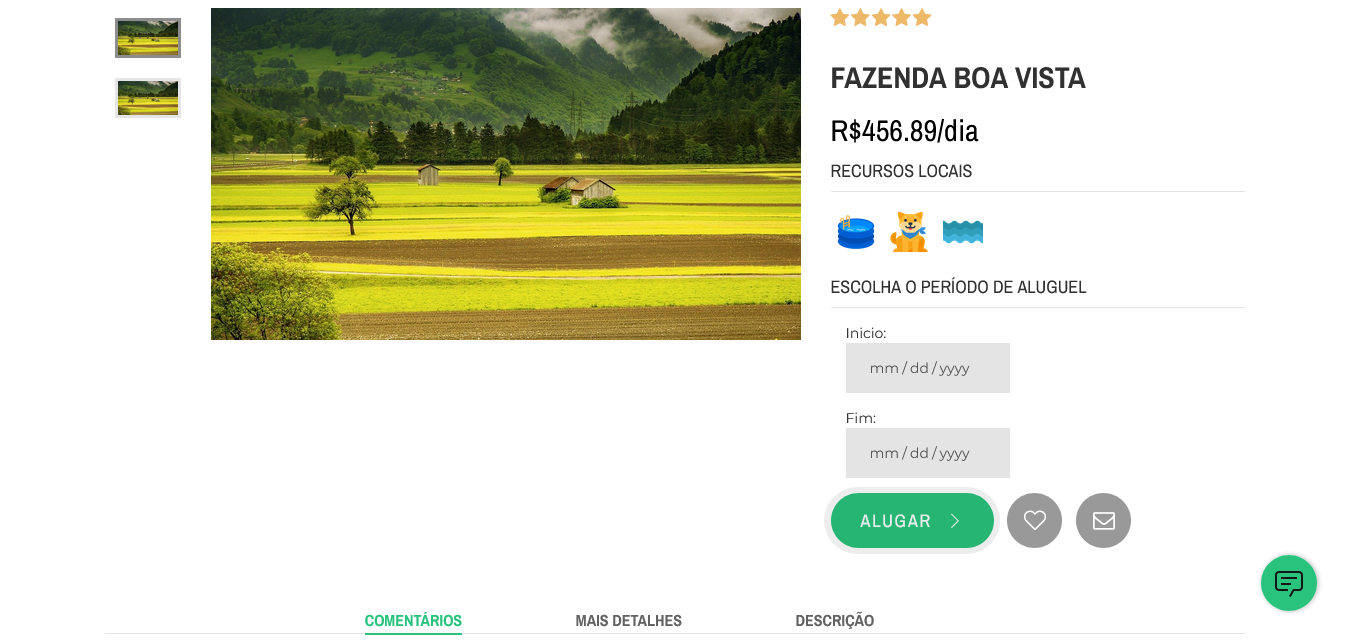 FAZENDA BOA VISTA
R$456.89/dia
RECURSOS LOCAIS
ESCOLHA O PERÍODO DE ALUGUEL
Inicio:
mm / dd / yyyy
Fim:
mm / dd / yyyy
ALUGAR
COMENTÁRIOS MAIS DETALHES DESCRIÇÃO